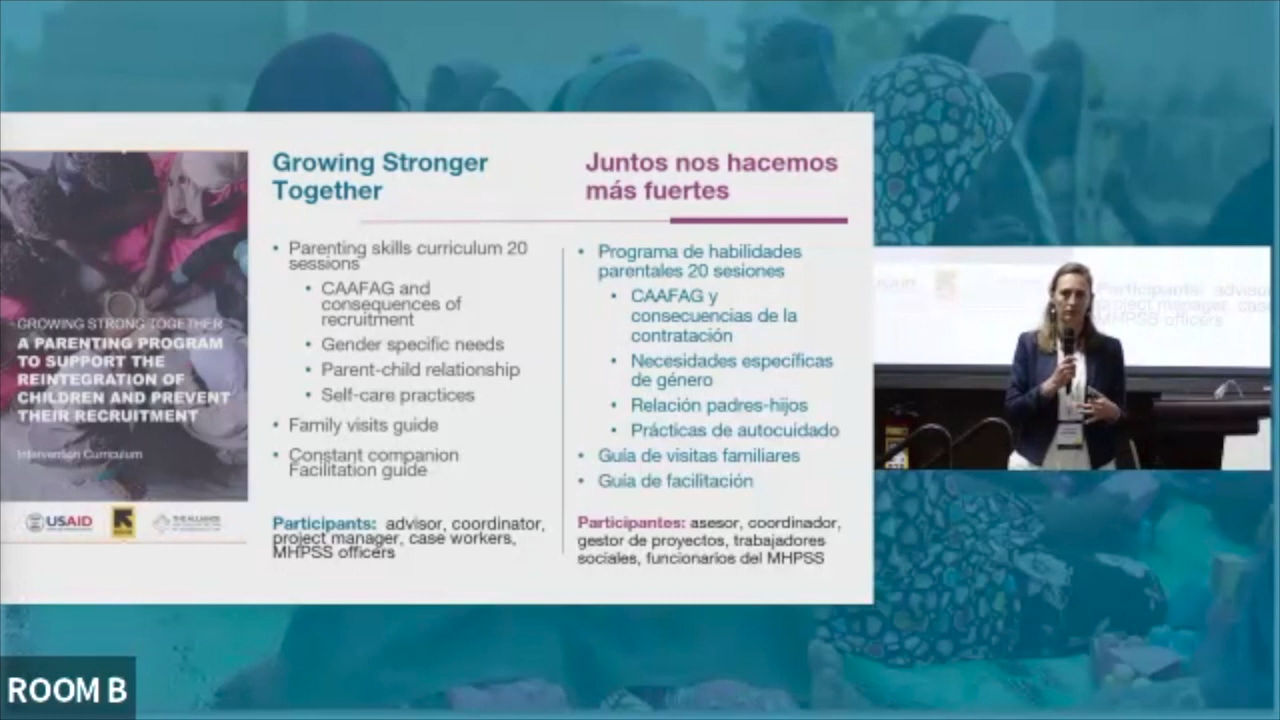 Growing Stronger
Together
Juntos nos hacemos
más fuertes
• Parenting skills curriculum 20
sessions
• CAAFAG and
consequences of
recruitment
• Gender specific needs
• Parent-child relationship
• Self-care practices
• Family visits guide
• Constant companion
Facilitation guide
Participants: advisor, coordinator,
project manager, case workers,
MHPSS officers
• Programa de habilidades
parentales 20 sesiones
• CAAFAG y
consecuencias de la
contratación
• Necesidades específicas
de género
• Relación padres-hijos
• Prácticas de autocuidado
• Guía de visitas familiares
• Guía de facilitación
Participantes: asesor, coordinador,
gestor de proyectos, trabajadores
sociales, funcionarios del MHPSS
GROWING STRONG TOGETHER
A PARENTING PROGRAM
TO SUPPORT THE
REINTEGRATION OF
CHILDREN AND PREVENT
THEIR RECRUITMENT
Intervention Curriculum
USAID
THE ALLIANCE
Participants: advisor
project manager case
MHPSS officers
ROOM B